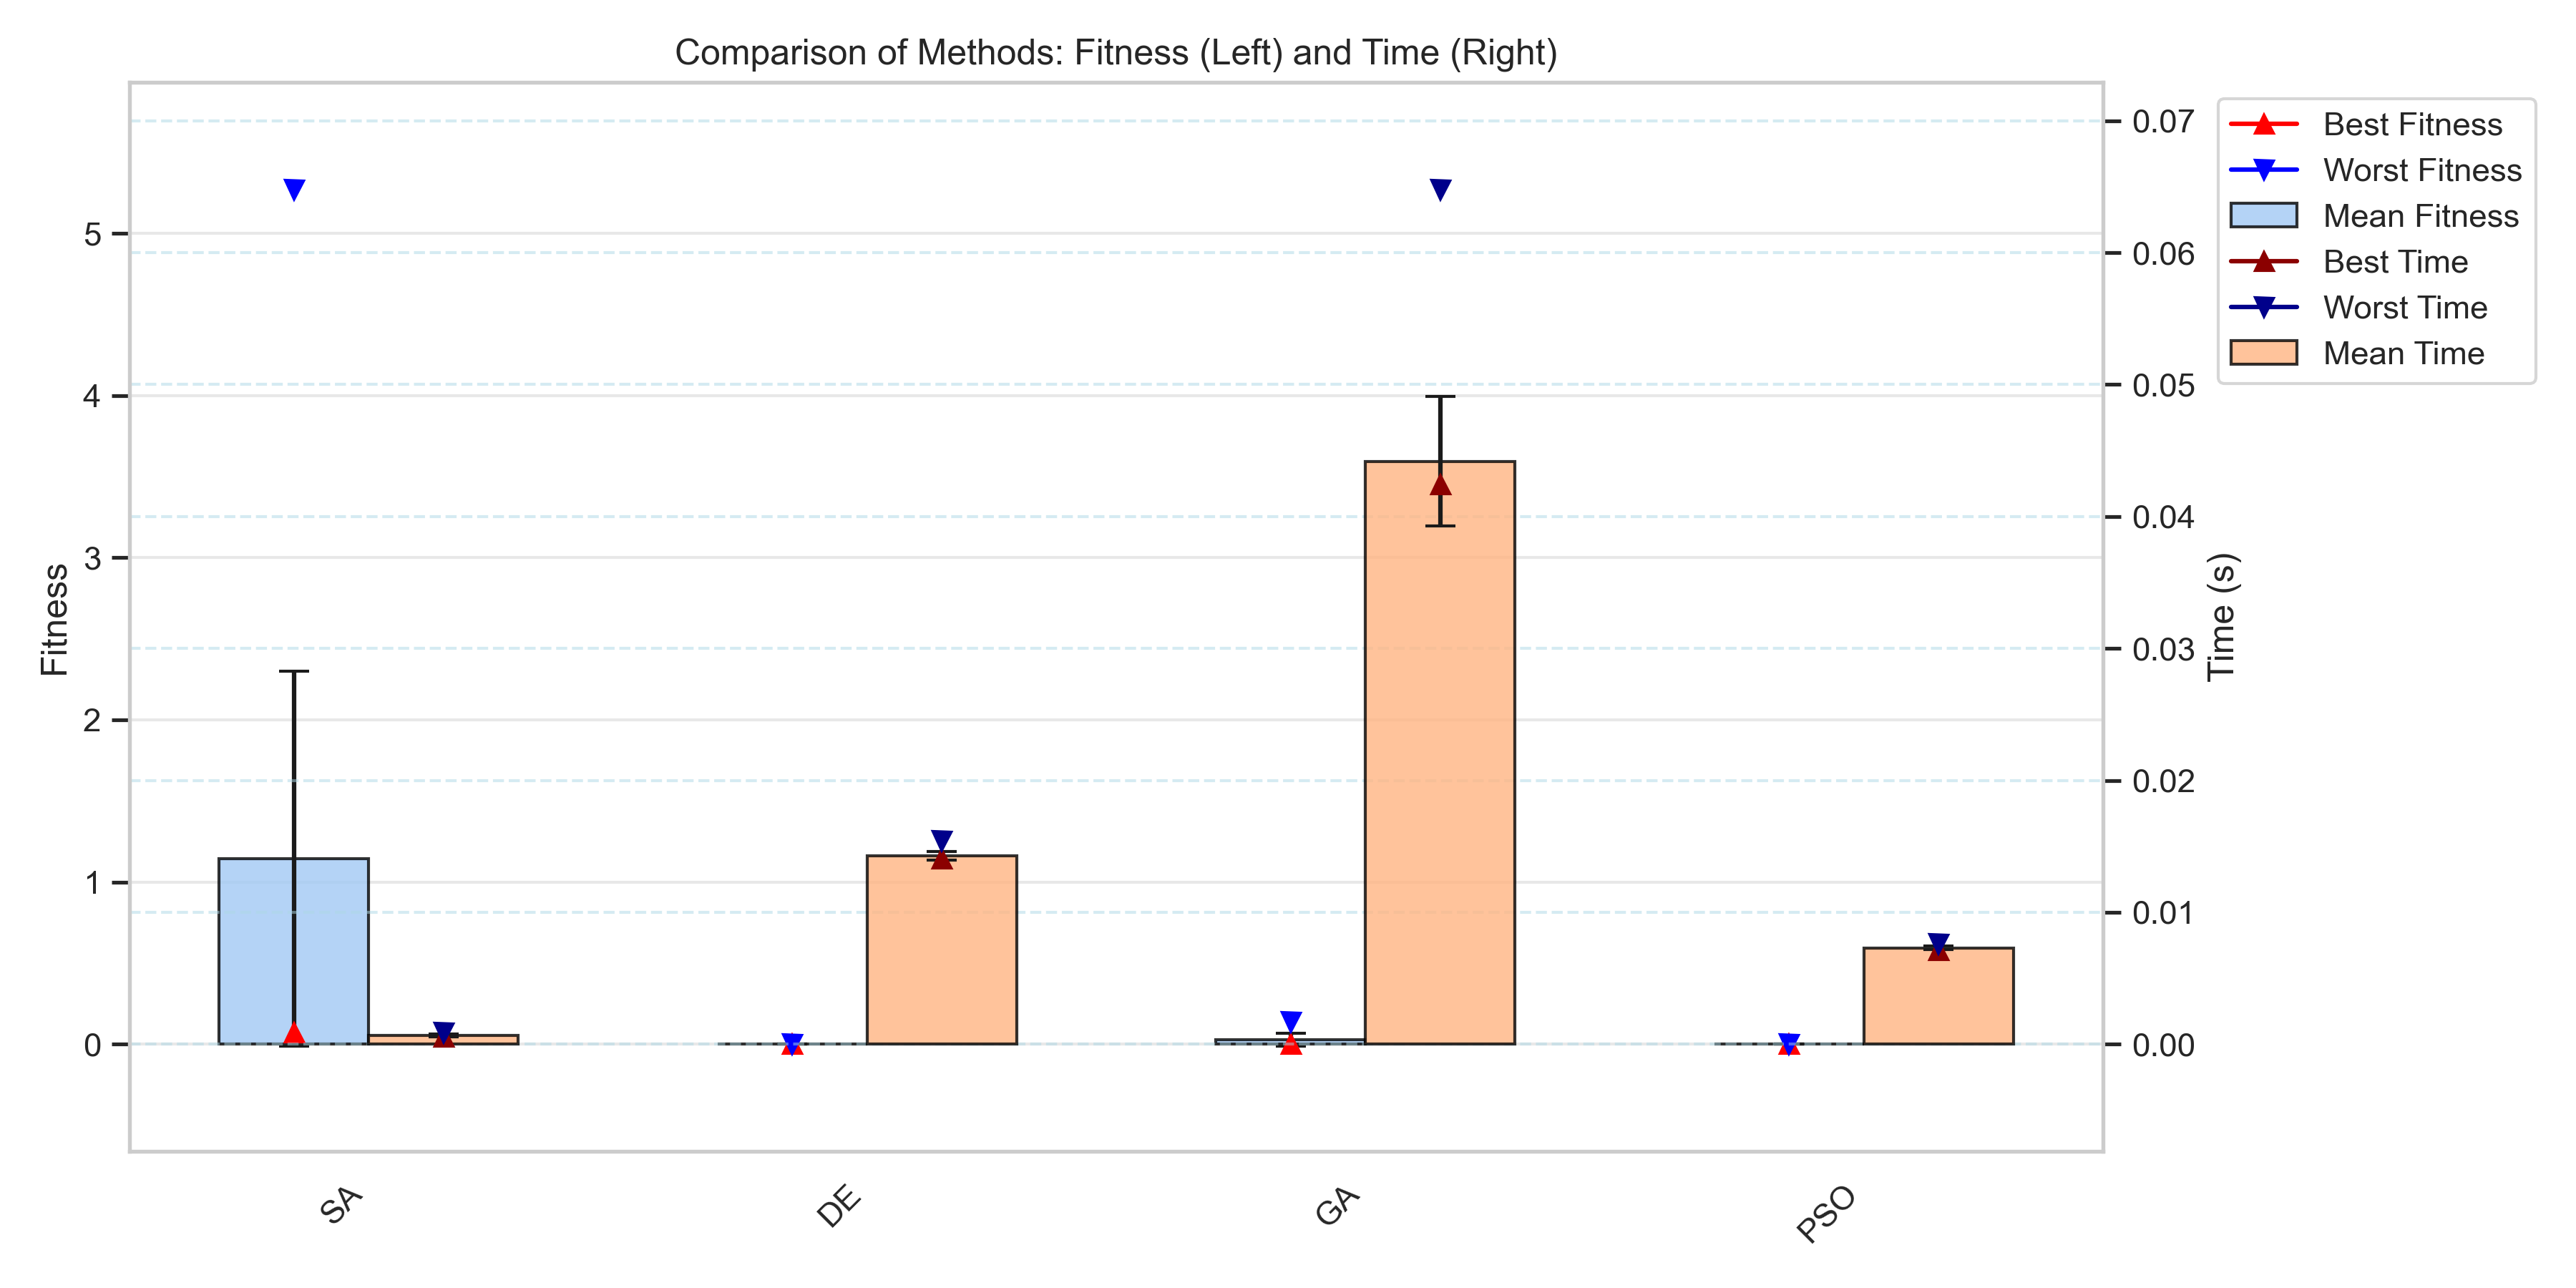 Comparison of Methods: Fitness (Left) and Time (Right)
Fitness
5
4
3
2
1
0
0.07
0.06
0.05
0.04
0.03
0.02
0.01
0.00
Time (s)
SA
DE
GA
PSO
Best Fitness
Worst Fitness
Mean Fitness
Best Time
Worst Time
Mean Time